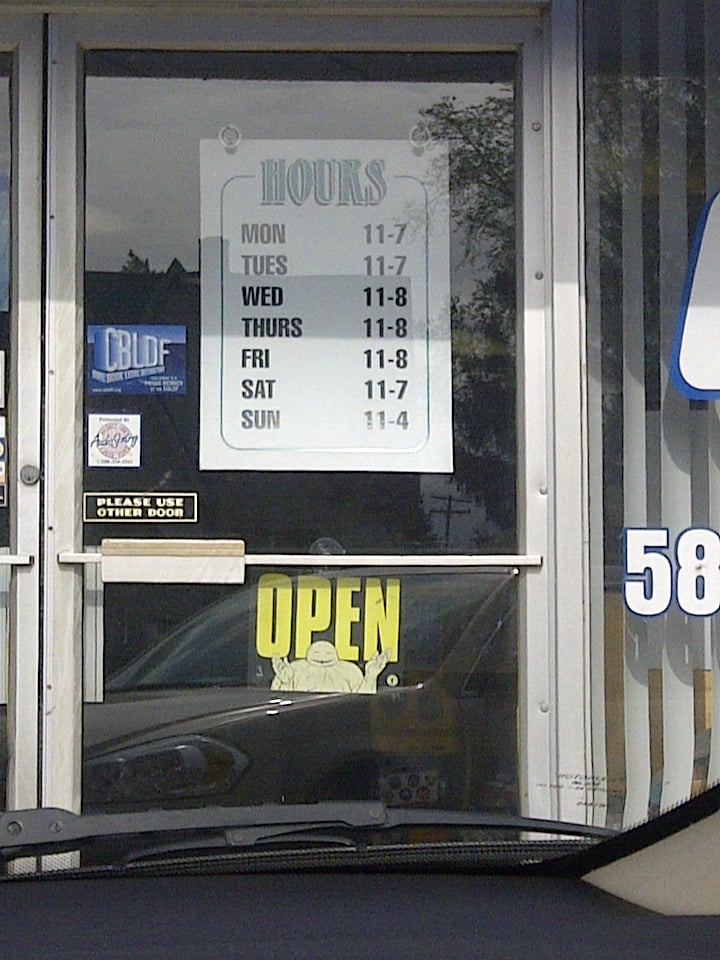 HOURS
MON 11-7
TUES 11-7
WED 11-8
THURS 11-8
FRI 11-8
SAT 11-7
SUN 11-4
CBLDF
PLEASE USE
OTHER DOOR
OPEN
58